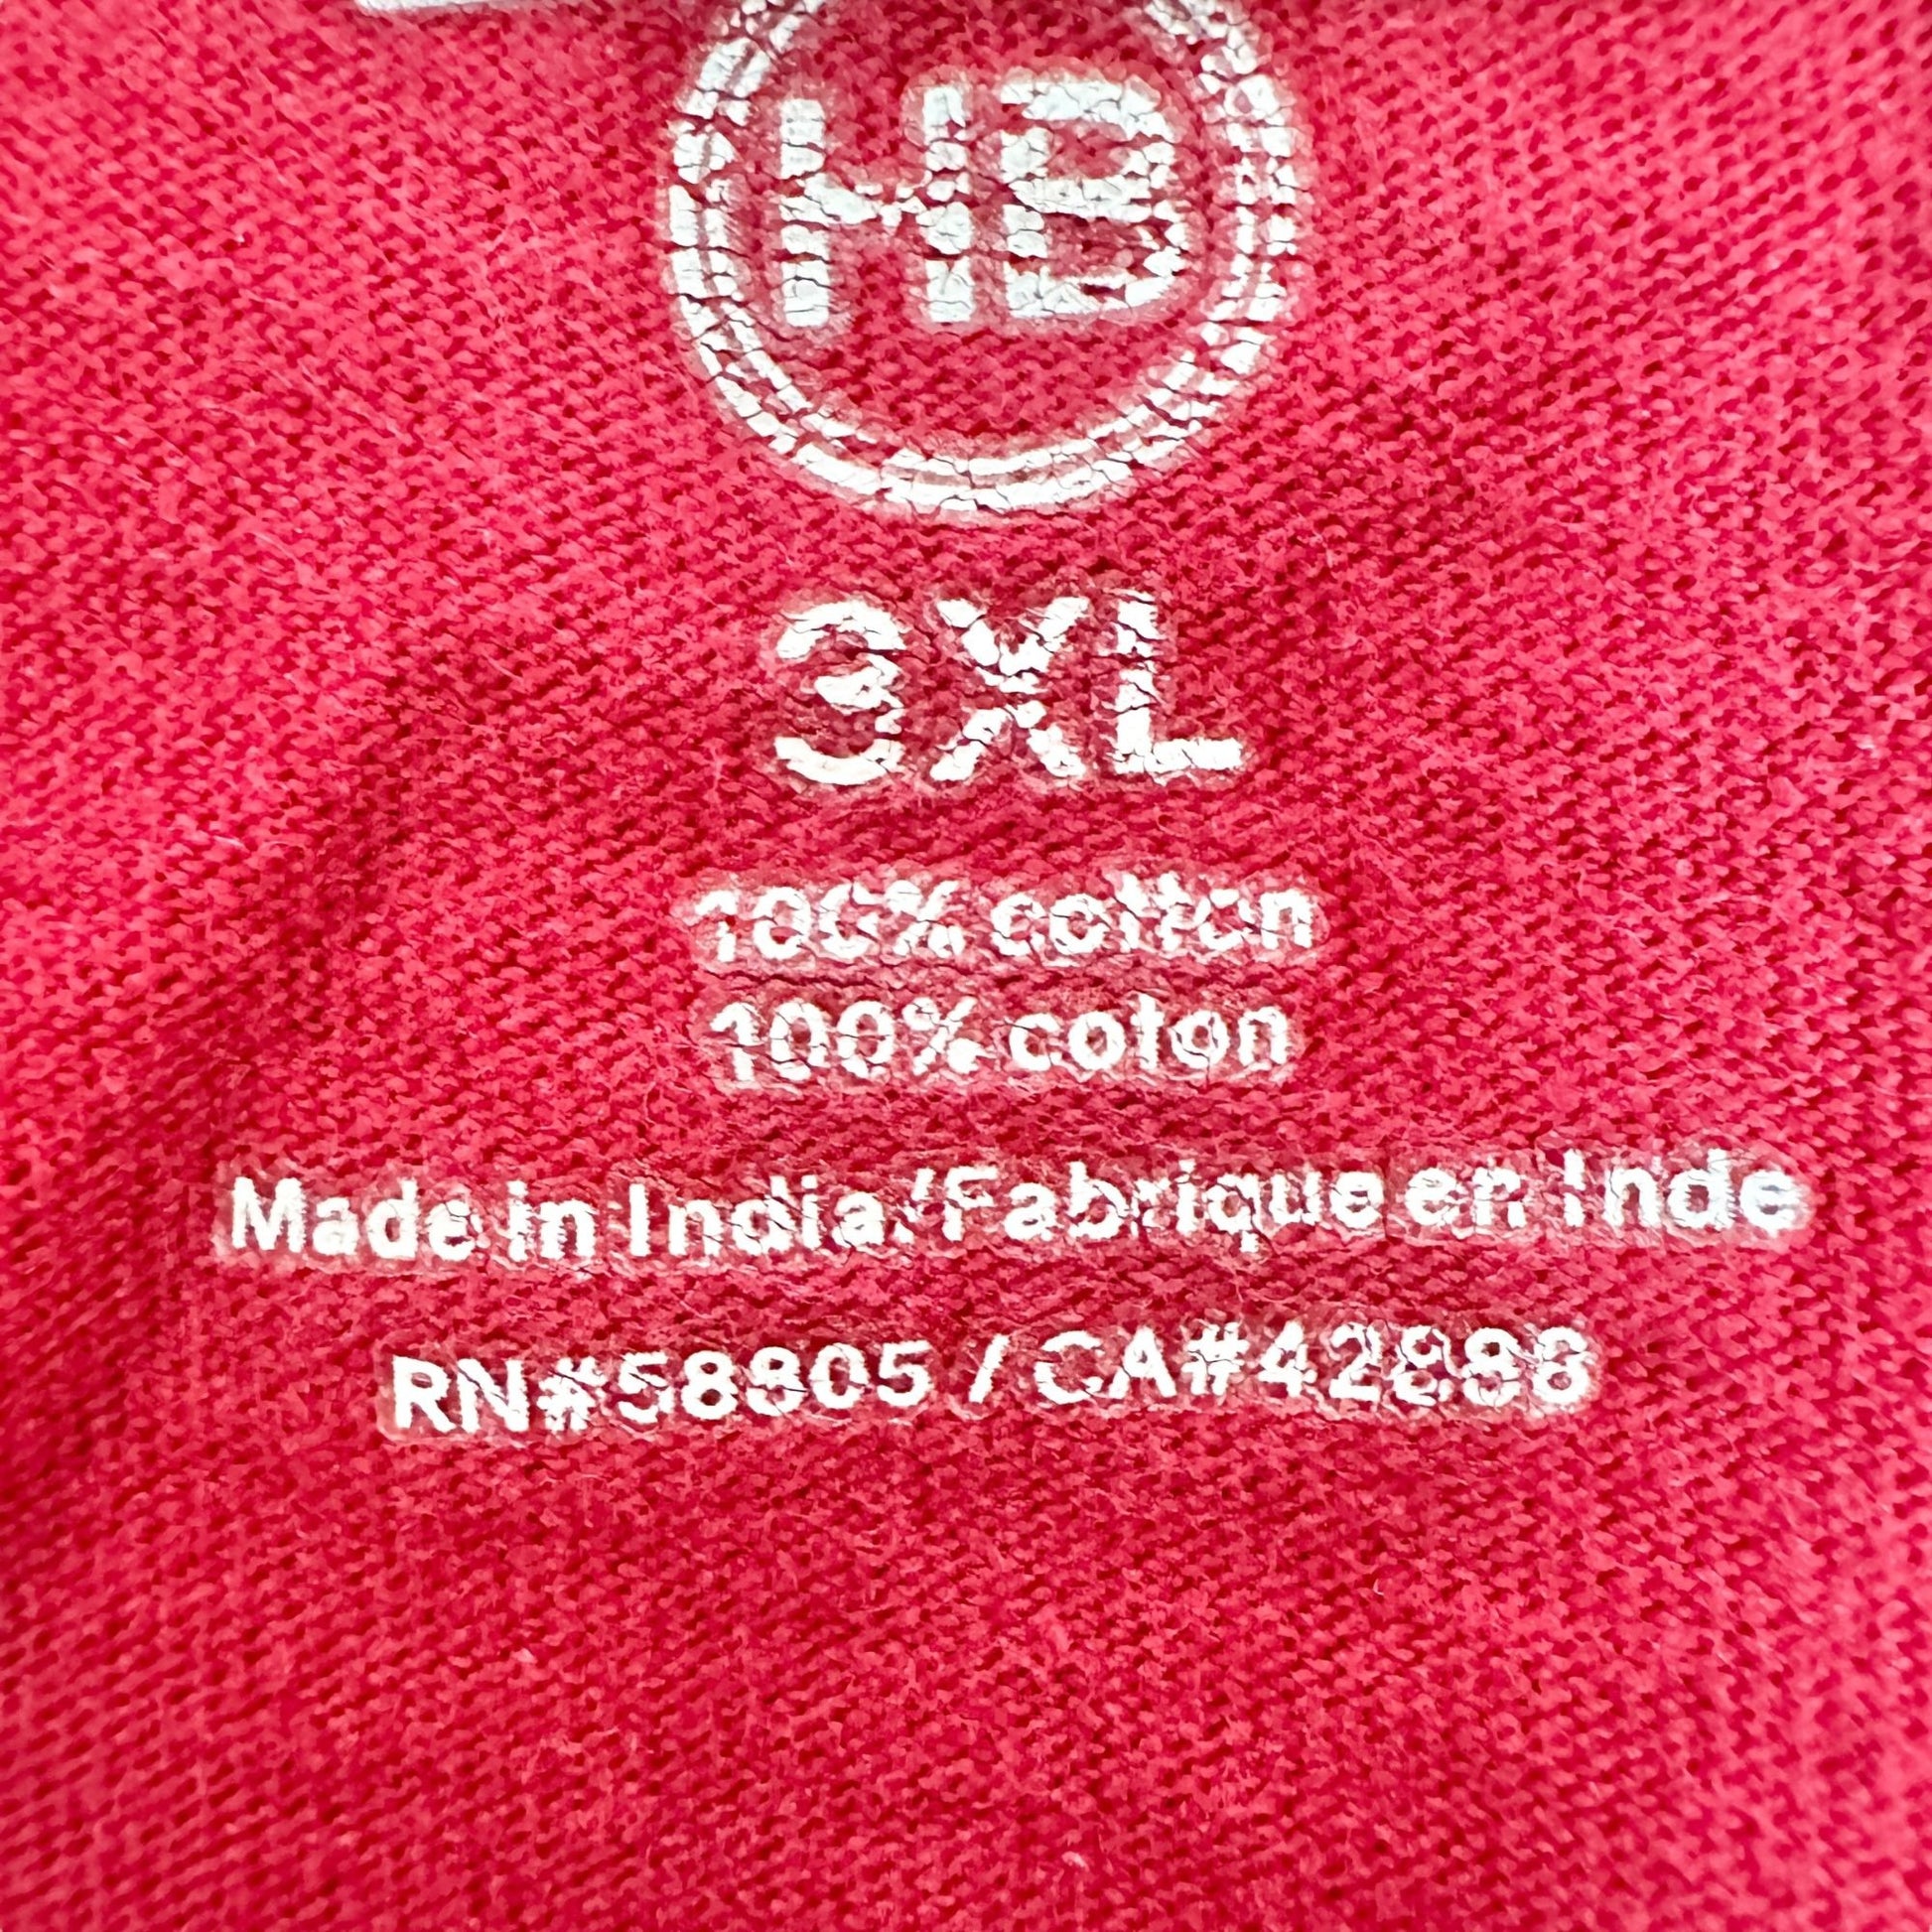 HB
3XL
100% cotton
100% coton
Made in India/Fabrique en Inde
RN#58805 / CA#42888